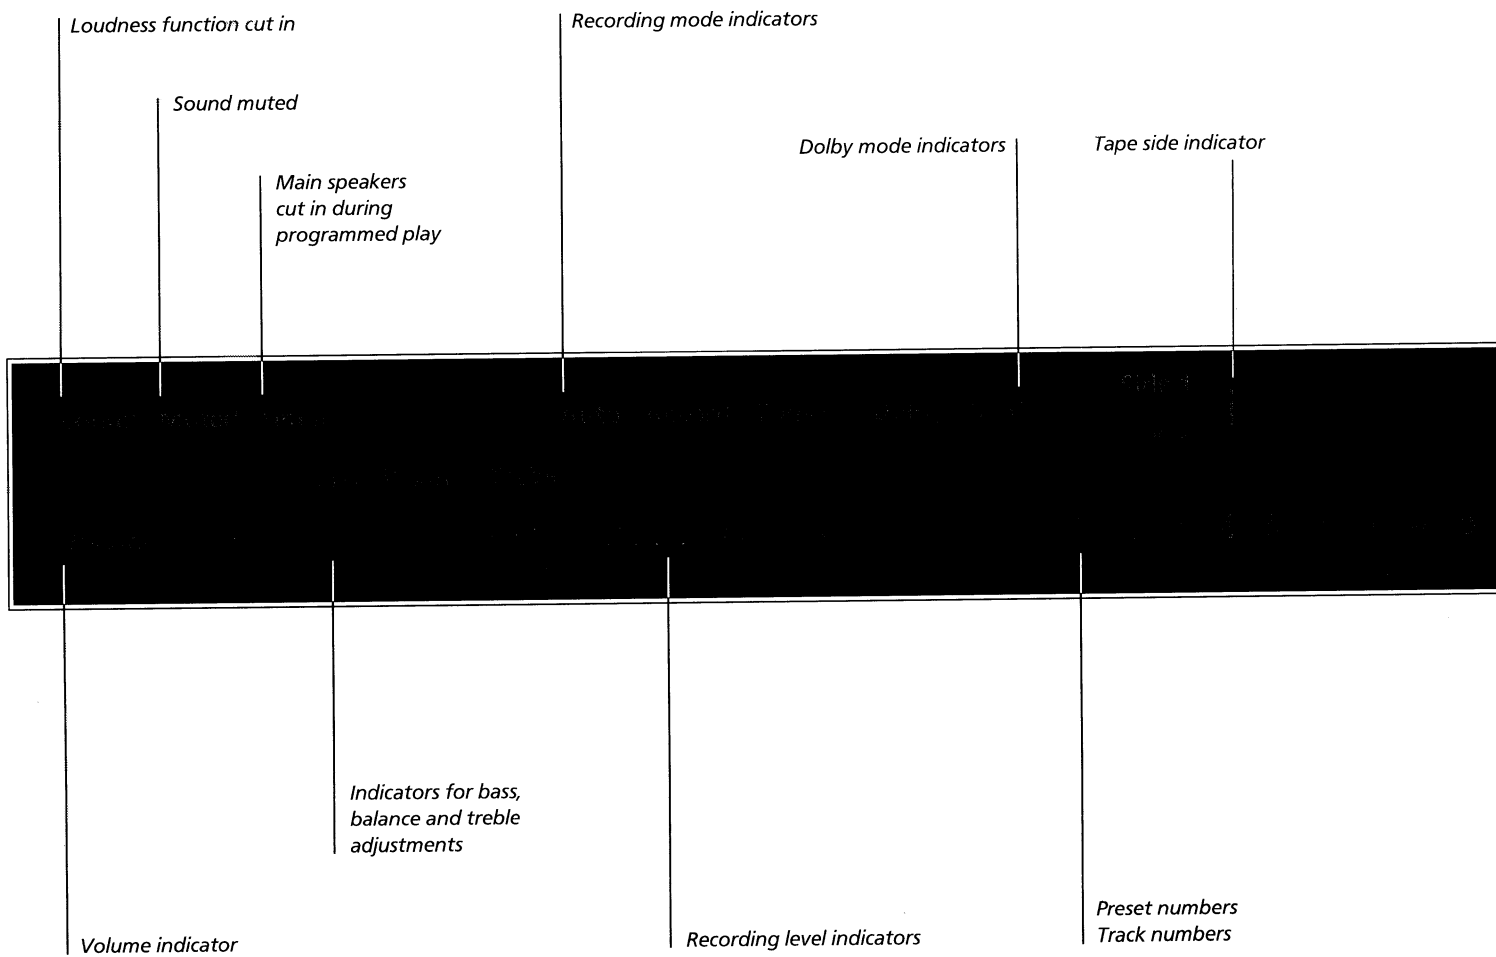 Loudness function cut in
Recording mode indicators
Sound muted
Dolby mode indicators
Tape side indicator
Main speakers
cut in during
programmed play
Indicators for bass,
balance and treble
adjustments
Volume indicator
Recording level indicators
Preset numbers
Track numbers